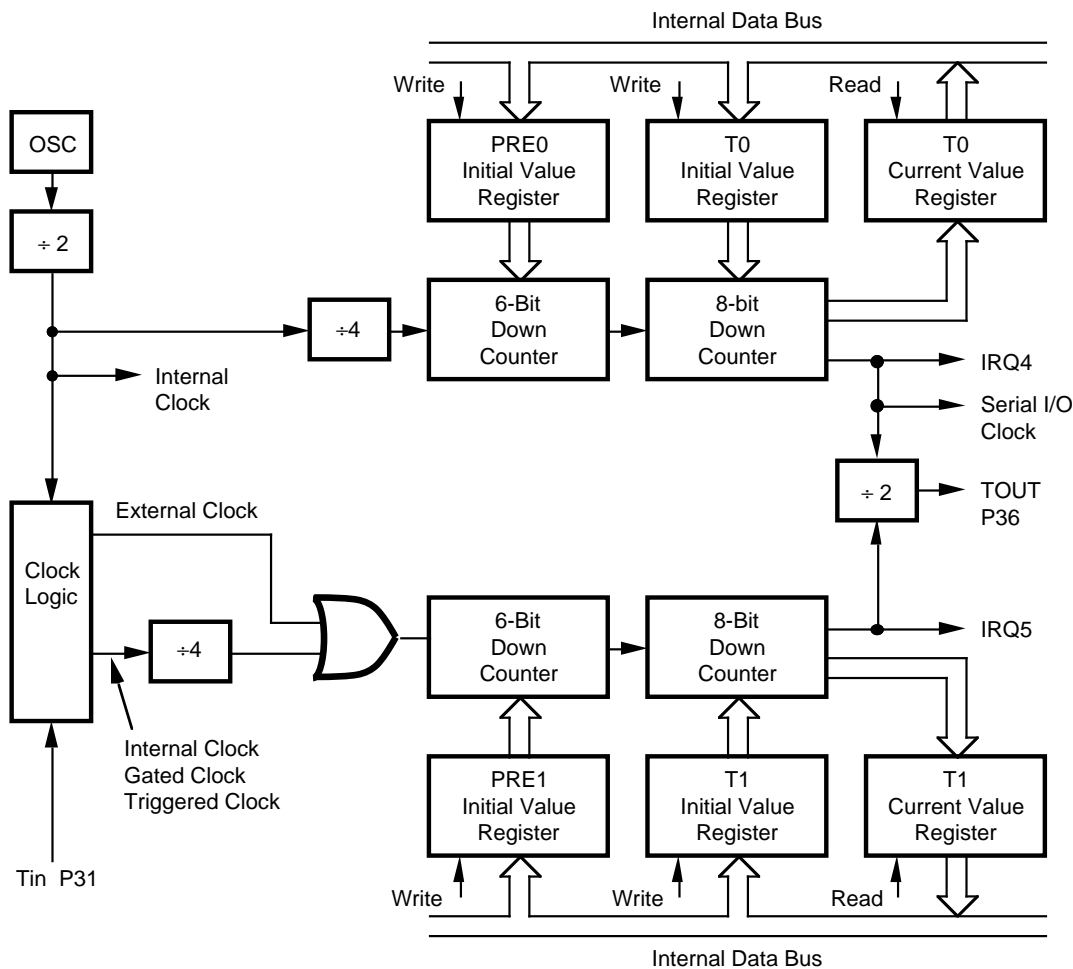 Internal Data Bus
Write
Write
Read
OSC
PRE0
Initial Value
Register
T0
Initial Value
Register
T0
Current Value
Register
÷ 2
÷4
6-Bit
Down
Counter
8-bit
Down
Counter
IRQ4
Internal
Clock
Serial I/O
Clock
÷ 2
TOUT
P36
External Clock
Clock
Logic
÷4
6-Bit
Down
Counter
8-Bit
Down
Counter
IRQ5
Internal Clock
Gated Clock
Triggered Clock
PRE1
Initial Value
Register
T1
Initial Value
Register
T1
Current Value
Register
Tin P31
Write
Write
Read
Internal Data Bus